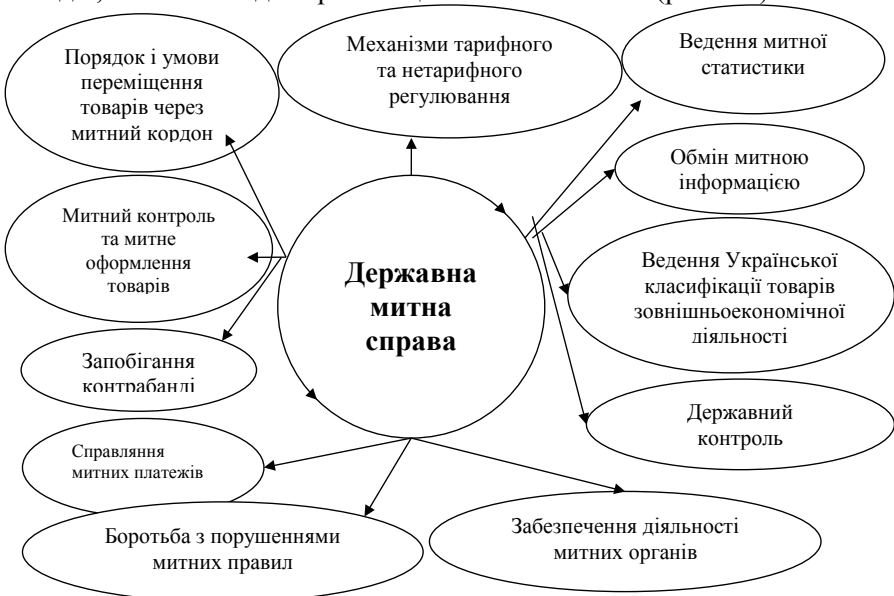 Порядок і умови
переміщення
товарів через
митний кордон
Механізми тарифного
та нетарифного
регулювання
Ведення митної
статистики
Обмін митною
інформацією
Митний контроль
та митне
оформлення
товарів
Державна
митна
справа
Ведення Української
класифікації товарів
зовнішньоекономічної
діяльності
Запобігання
контрабанді
Державний
контроль
Справляння
митних платежів
Боротьба з порушеннями
митних правил
Забезпечення діяльності
митних органів